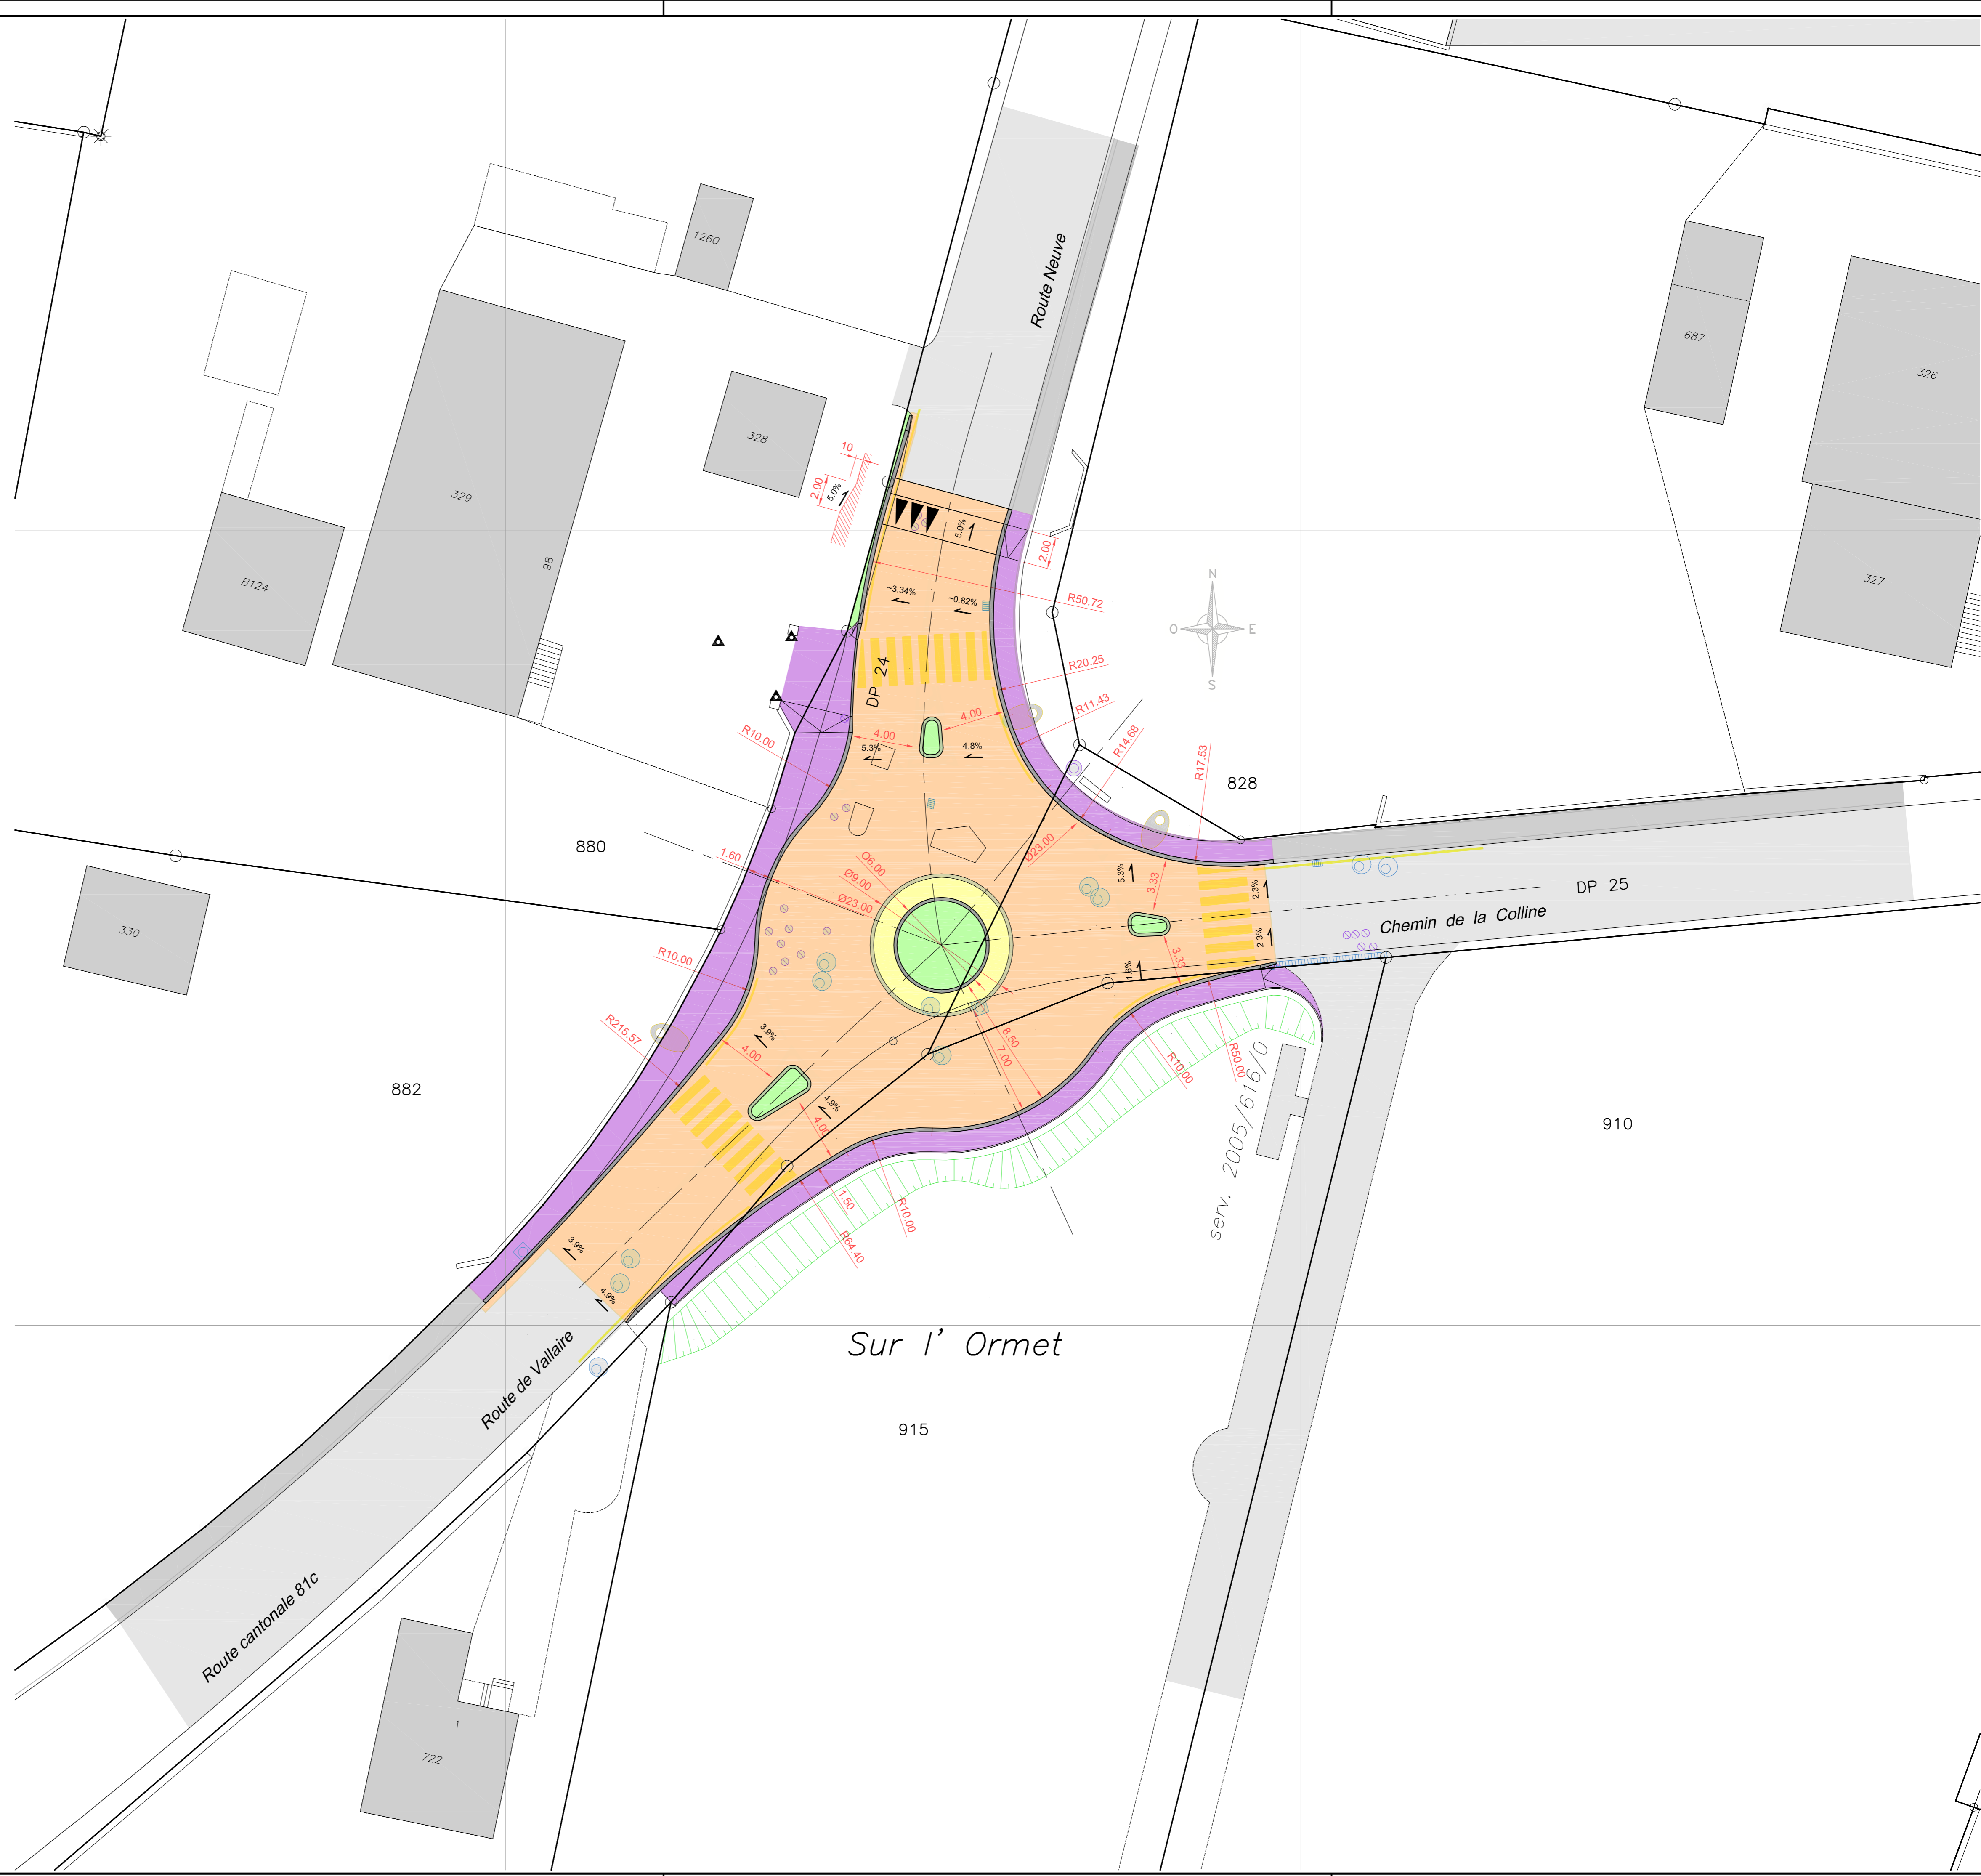 Route Neuve
1260
687
326
328
10
2.00
5.0%
329
5.0%
2.00
98
B124
327
~3.34%
~0.82%
R50.72
N
O
E
S
R20.25
DP 24
R11.43
4.00
4.00
R10.00
5.3%
4.8%
R14.68
R17.53
828
880
1.60
Ø6.00
Ø9.00
Ø23.00
Ø23.00
5.3%
3.33
2.3%
DP 25
Chemin de la Colline
330
2.3%
3.33
1.6%
R10.00
R215.57
3.9%
4.00
8.50
7.00
R10.00
R50.00
882
4.9%
4.00
910
serv. 2005/616/0
1.50
R10.00
R64.40
3.9%
4.9%
Sur l' Ormet
Route de Vallaire
915
Route cantonale 81c
1
722